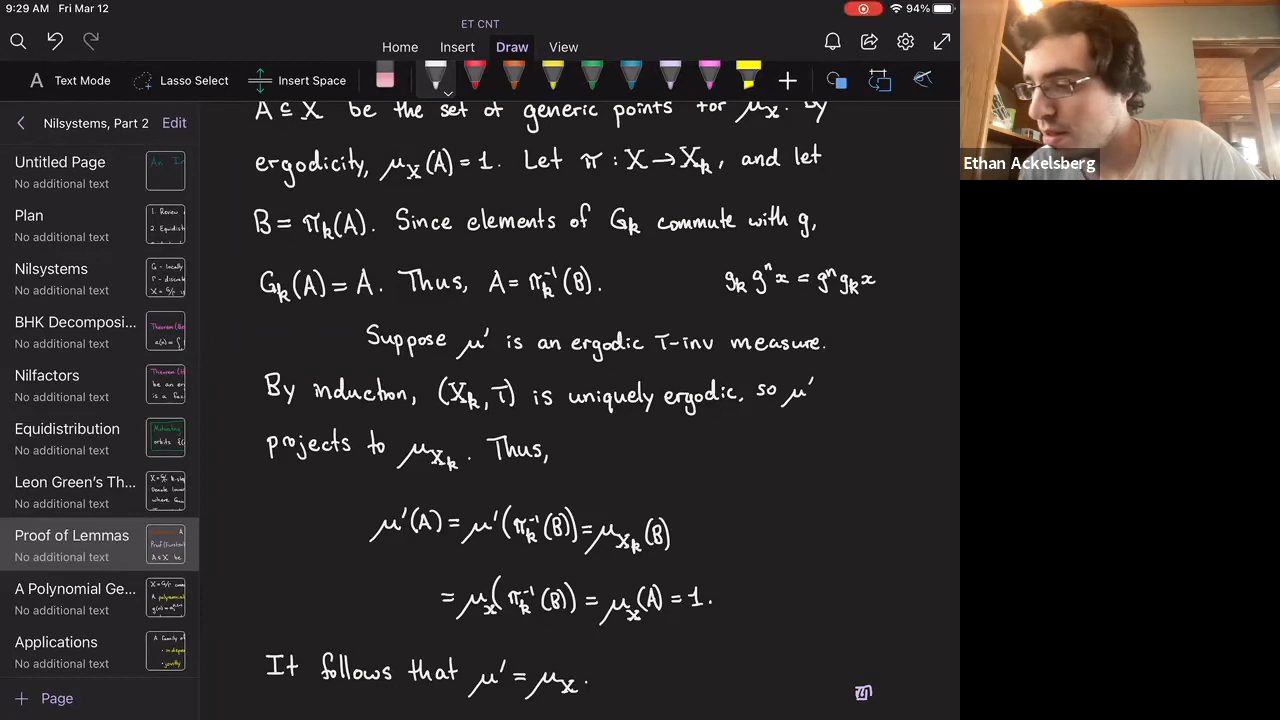 9:29 AM Fri Mar 12
94%
ET CNT
Home Insert Draw View
Text Mode Lasso Select Insert Space
Nilsystems, Part 2 Edit
Untitled Page
No additional text
Plan
No additional text
Nilsystems
No additional text
BHK Decomposi...
No additional text
Nilfactors
No additional text
Equidistribution
No additional text
Leon Green's Th...
No additional text
Proof of Lemmas
No additional text
A Polynomial Ge...
No additional text
Applications
No additional text
Page
A ⊆ X be the set of generic points for μ_X. By
ergodicity, μ_X(A) = 1. Let π : X → X_k, and let
B = π_k(A). Since elements of G_k commute with g,
G_k(A) = A. Thus, A = π_k^{-1}(B). g_k g^n x = g^n g_k x
Suppose μ' is an ergodic T-inv measure.
By induction, (X_k, T) is uniquely ergodic, so μ'
projects to μ_{X_k}. Thus,
μ'(A) = μ'(π_k^{-1}(B)) = μ_{X_k}(B)
= μ_X(π_k^{-1}(B)) = μ_X(A) = 1.
It follows that μ' = μ_X.
Ethan Ackelsberg